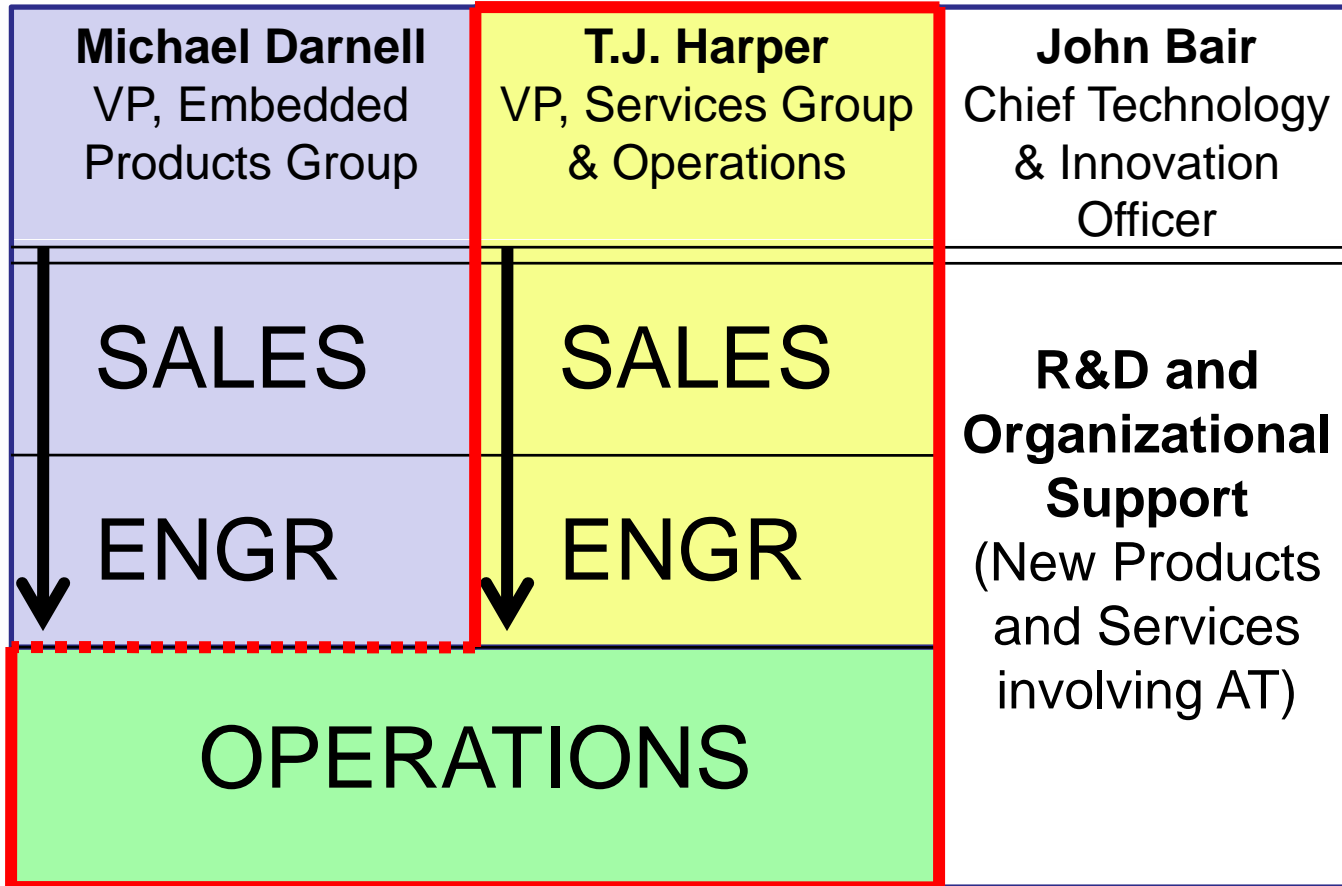 Michael Darnell
VP, Embedded
Products Group
T.J. Harper
VP, Services Group
& Operations
John Bair
Chief Technology
& Innovation
Officer
SALES
ENGR
SALES
ENGR
OPERATIONS
R&D and
Organizational
Support
(New Products
and Services
involving AT)